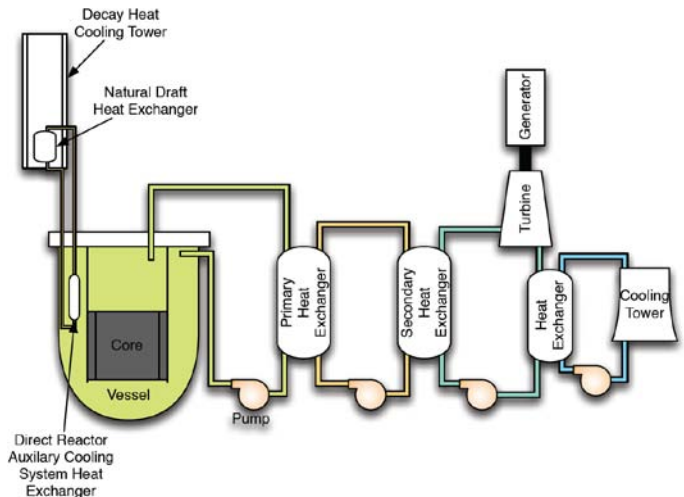 Decay Heat
Cooling Tower
Natural Draft
Heat Exchanger
Generator
Turbine
Primary
Heat
Exchanger
Secondary
Heat
Exchanger
Heat
Exchanger
Cooling
Tower
Core
Vessel
Pump
Direct Reactor
Auxilary Cooling
System Heat
Exchanger